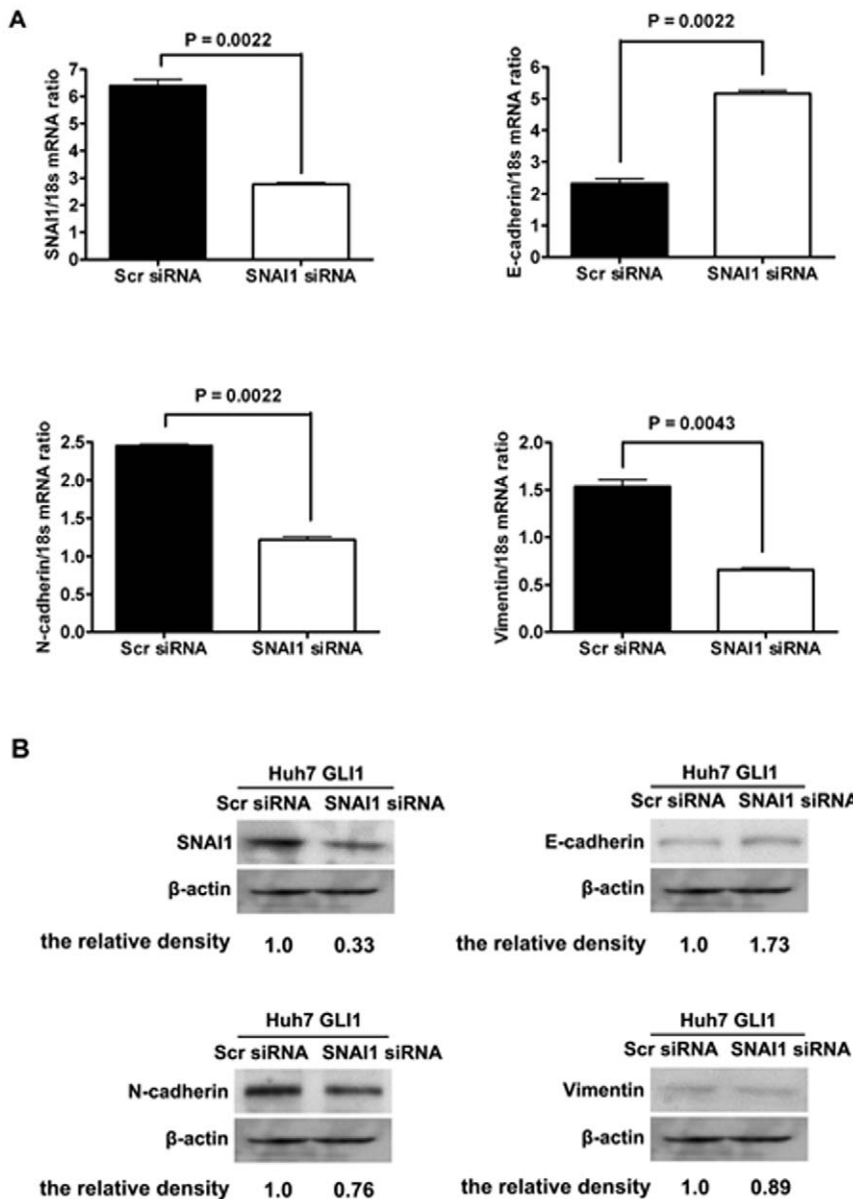 A
P = 0.0022
SNAI1/18s mRNA ratio
7
6
5
4
3
2
1
0
Scr siRNA SNAI1 siRNA
P = 0.0022
E-cadherin/18s mRNA ratio
6
5
4
3
2
1
0
Scr siRNA SNAI1 siRNA
P = 0.0022
N-cadherin/18s mRNA ratio
2.5
2.0
1.5
1.0
0.5
0.0
Scr siRNA SNAI1 siRNA
P = 0.0043
Vimentin/18s mRNA ratio
2.0
1.5
1.0
0.5
0.0
Scr siRNA SNAI1 siRNA
B
Huh7 GLI1
Scr siRNA SNAI1 siRNA
SNAI1
β-actin
the relative density 1.0 0.33
Huh7 GLI1
Scr siRNA SNAI1 siRNA
E-cadherin
β-actin
the relative density 1.0 1.73
Huh7 GLI1
Scr siRNA SNAI1 siRNA
N-cadherin
β-actin
the relative density 1.0 0.76
Huh7 GLI1
Scr siRNA SNAI1 siRNA
Vimentin
β-actin
the relative density 1.0 0.89